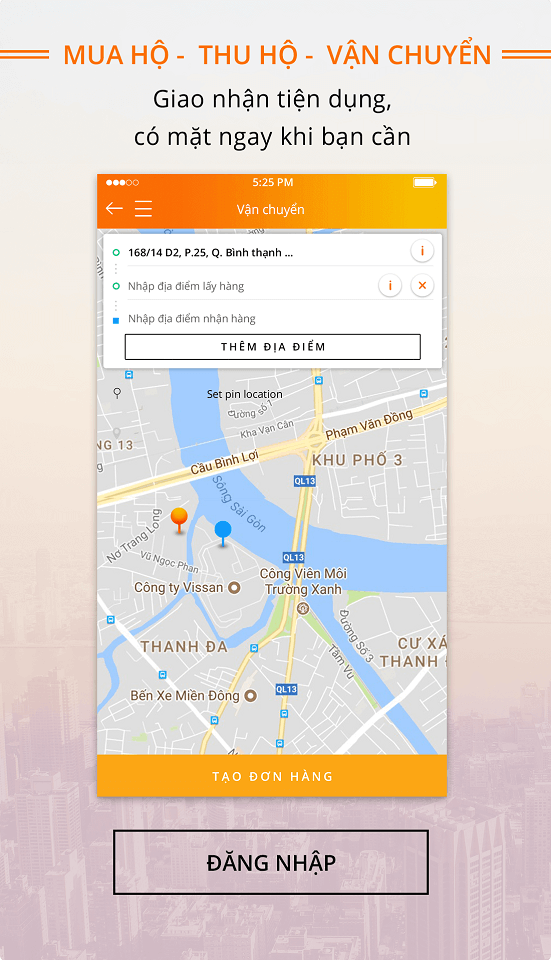 MUA HỘ - THU HỘ - VẬN CHUYỂN
Giao nhận tiện dụng,
có mặt ngay khi bạn cần
5:25 PM
Vận chuyển
168/14 D2, P.25, Q. Bình thạnh ...
i
Nhập địa điểm lấy hàng
i
Nhập địa điểm nhận hàng
THÊM ĐỊA ĐIỂM
Set pin location
Đường số 1
Kha Vạn Cân
Phạm Văn Đồng
NG 13
Cầu Bình Lợi
KHU PHỐ 3
QL13
Sông Sài Gòn
Nơ Trang Long
Vũ Ngọc Phan
QL13
Công Viên Môi
Trường Xanh
Công ty Vissan
Đường Số 3
THANH ĐA
Tầm Vu
CƯ XÁ
THANH
QL13
Bến Xe Miền Đông
TẠO ĐƠN HÀNG
ĐĂNG NHẬP